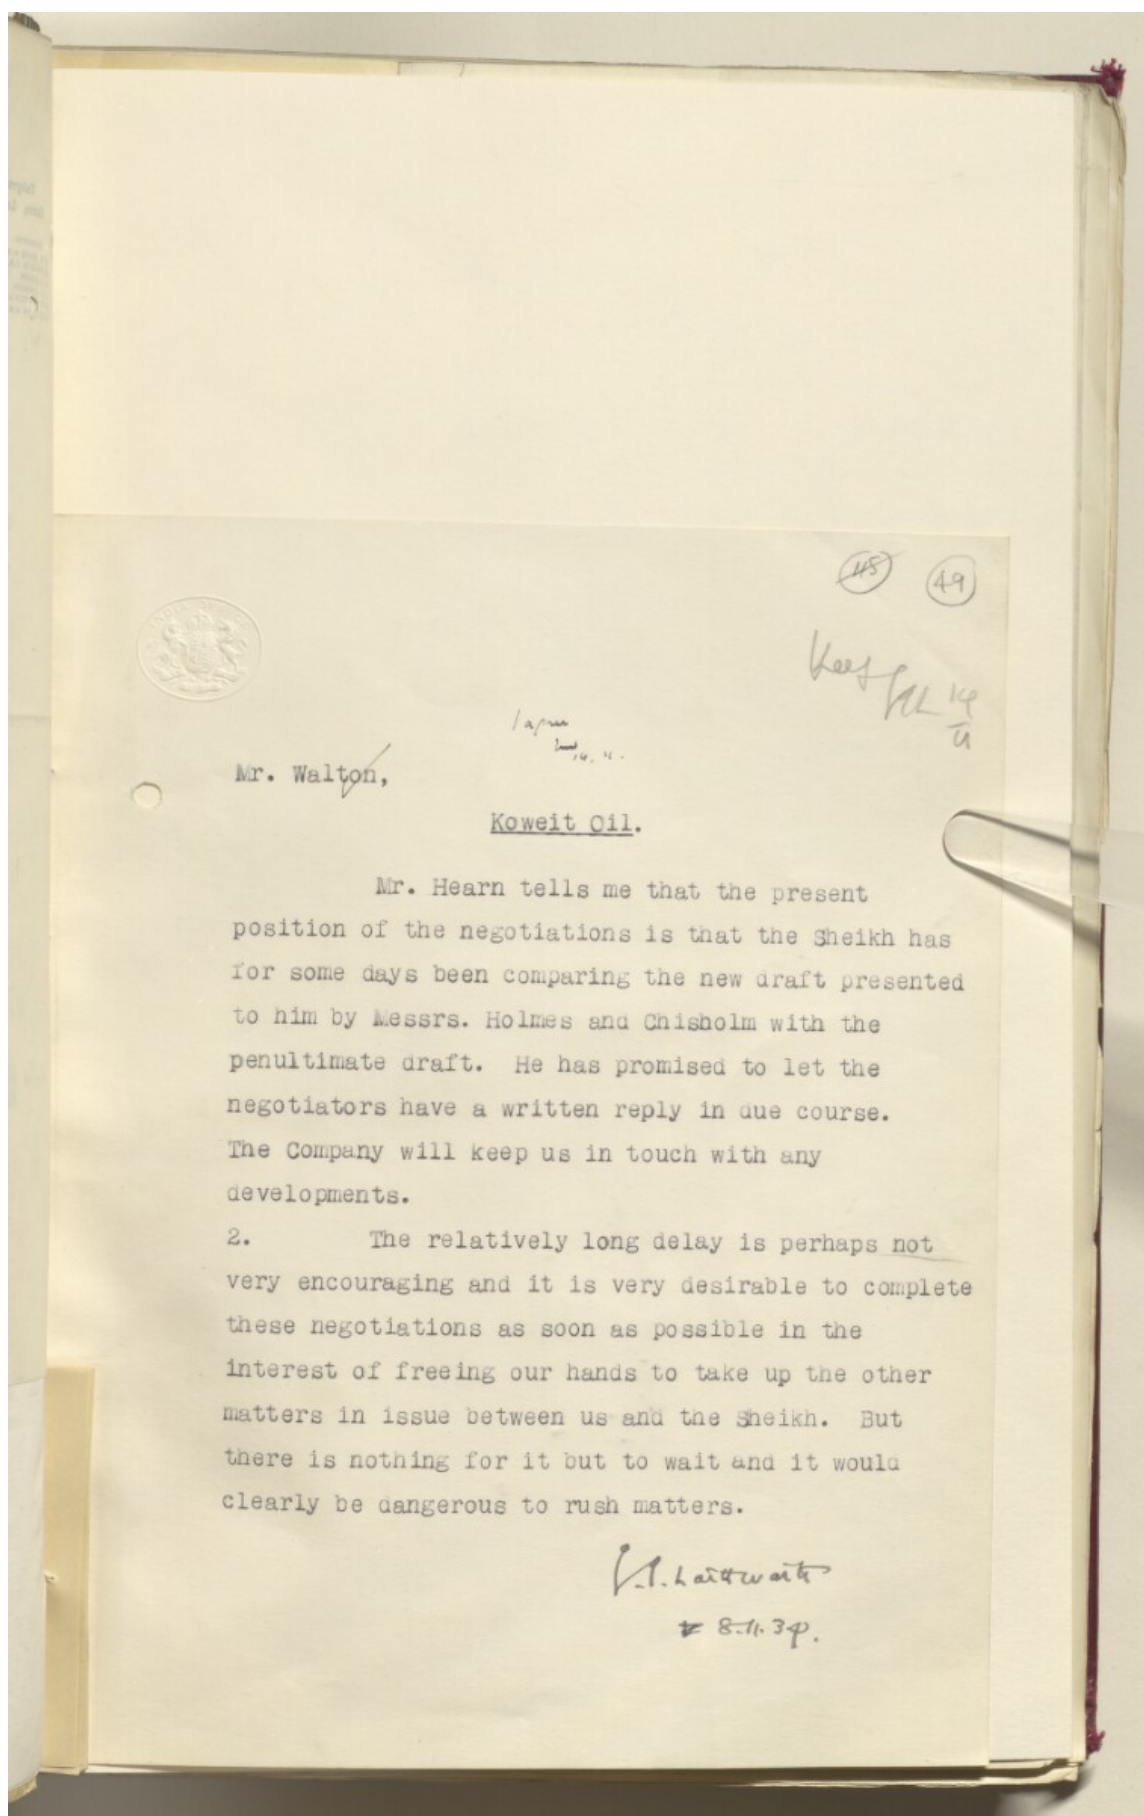 45
49
Keep
Mr. Walton,
Koweit Oil.
Mr. Hearn tells me that the present
position of the negotiations is that the Sheikh has
for some days been comparing the new draft presented
to him by Messrs. Holmes and Chisholm with the
penultimate draft. He has promised to let the
negotiators have a written reply in due course.
The Company will keep us in touch with any
developments.
2. The relatively long delay is perhaps not
very encouraging and it is very desirable to complete
these negotiations as soon as possible in the
interest of freeing our hands to take up the other
matters in issue between us and the Sheikh. But
there is nothing for it but to wait and it would
clearly be dangerous to rush matters.
J.G. Laithwaite
8.11.34.